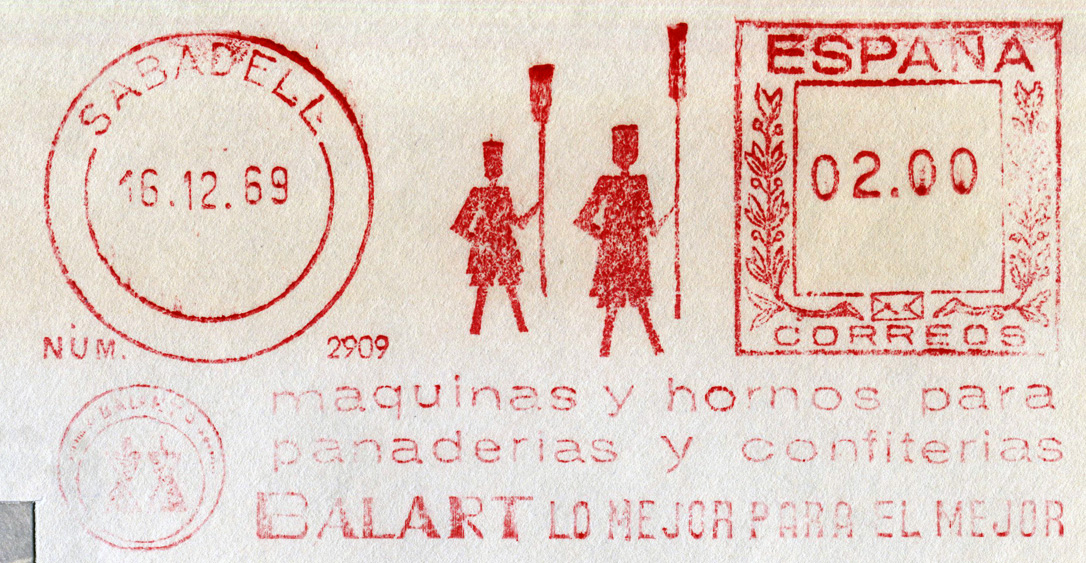 SABADELL
16.12.69
NÚM. 2909
ESPAÑA
02.00
CORREOS
maquinas y hornos para
panaderias y confiterias
BALART LO MEJOR PARA EL MEJOR
BALART